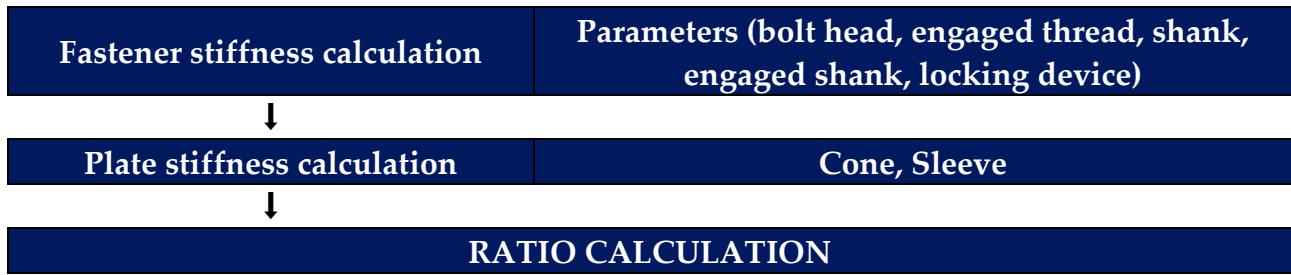 Fastener stiffness calculation
Parameters (bolt head, engaged thread, shank,
engaged shank, locking device)
Plate stiffness calculation
Cone, Sleeve
RATIO CALCULATION